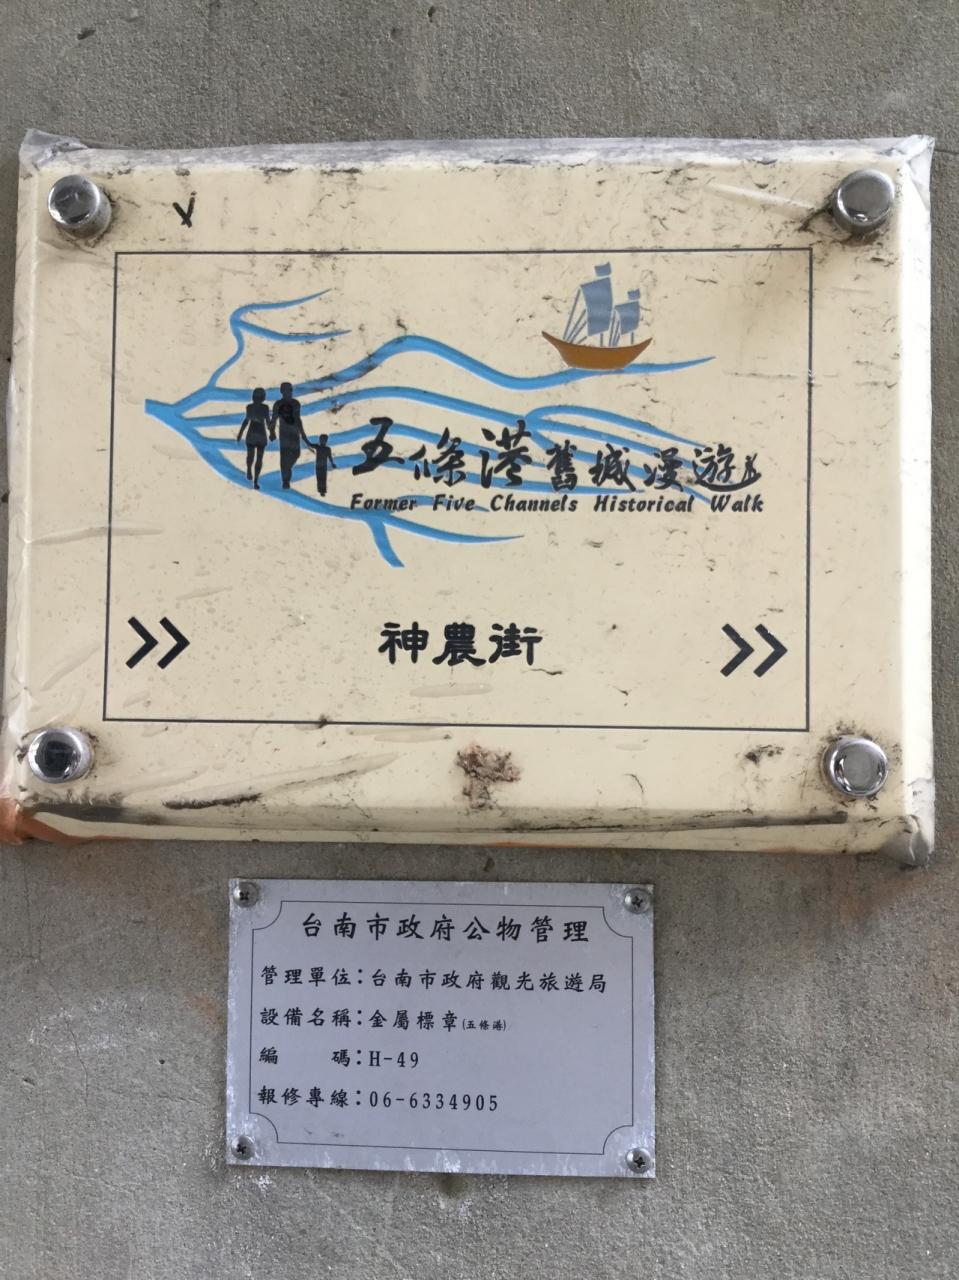 五條港舊城漫遊
Former Five Channels Historical Walk
>> 神農街 >>
台南市政府公物管理
管理單位：台南市政府觀光旅遊局
設備名稱：金屬標章(五條港)
編　　碼：H-49
報修專線：06-6334905